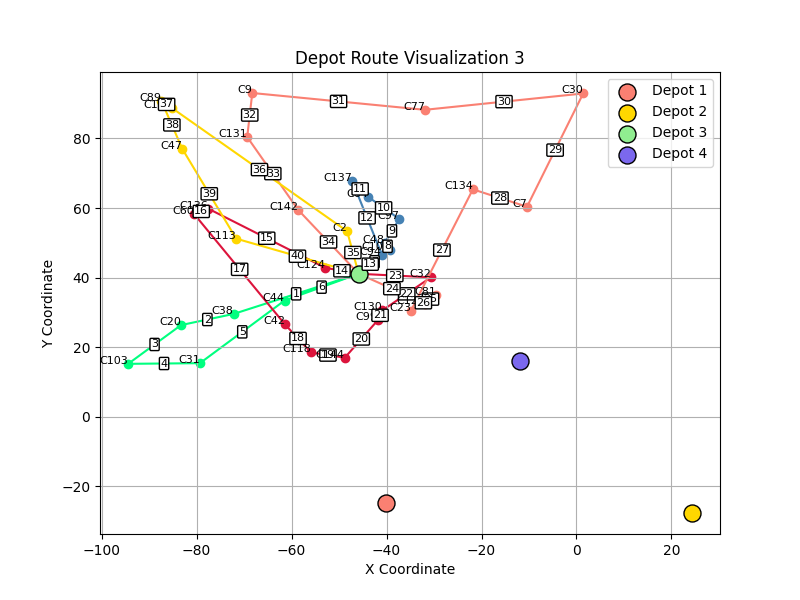 Depot Route Visualization 3
Depot 1
Depot 2
Depot 3
Depot 4
C9
C30
C89
37
31
30
C77
32
38
C131
C47
36
33
29
C137
11
C134
39
28
C7
16
C142
12
10
9
C2
C113
15
34
C48
8
27
40
35
13
C124
14
23
C32
6
1
24
22
C81
26
C44
C130
C38
2
C20
C42
21
5
18
20
3
C118
C103
4
C31
17
80
60
40
20
0
−20
Y Coordinate
−100
−80
−60
−40
−20
0
20
X Coordinate